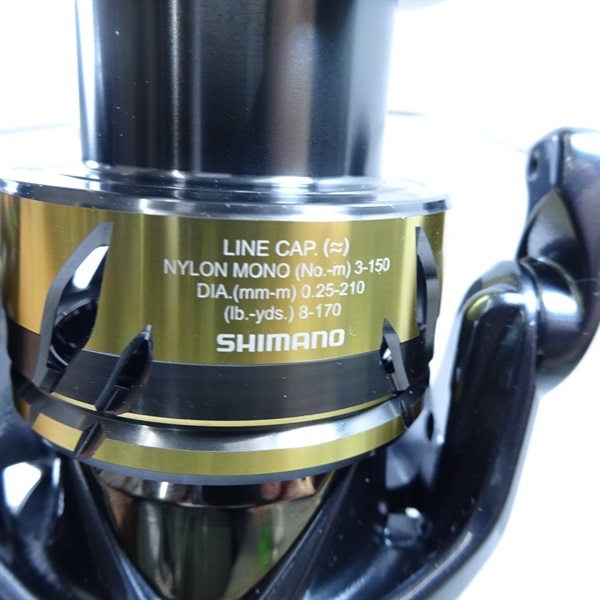 LINE CAP. (≈)
NYLON MONO (No.-m) 3-150
DIA.(mm-m) 0.25-210
(lb.-yds.) 8-170
SHIMANO